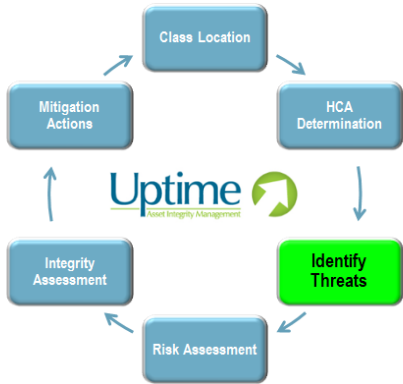 Class Location
Mitigation
Actions
HCA
Determination
Uptime
Asset Integrity Management
Integrity
Assessment
Identify
Threats
Risk Assessment